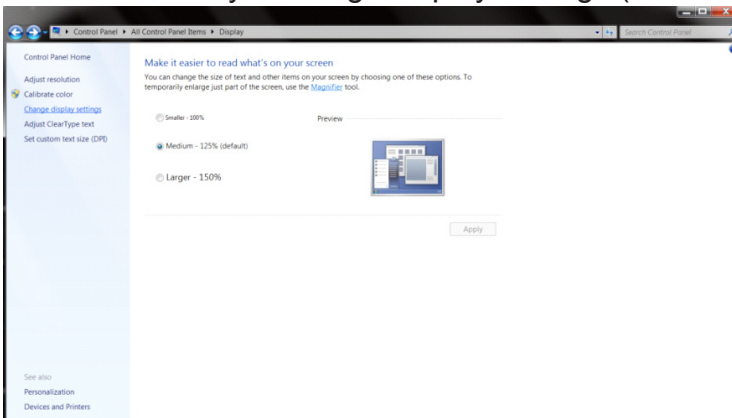 Control Panel ▸ All Control Panel Items ▸ Display
Search Control Panel
Control Panel Home
Adjust resolution
Calibrate color
Change display settings
Adjust ClearType text
Set custom text size (DPI)
Make it easier to read what's on your screen
You can change the size of text and other items on your screen by choosing one of these options. To
temporarily enlarge just part of the screen, use the Magnifier tool.
Smaller - 100%
Preview
Medium - 125% (default)
Larger - 150%
Apply
See also
Personalization
Devices and Printers